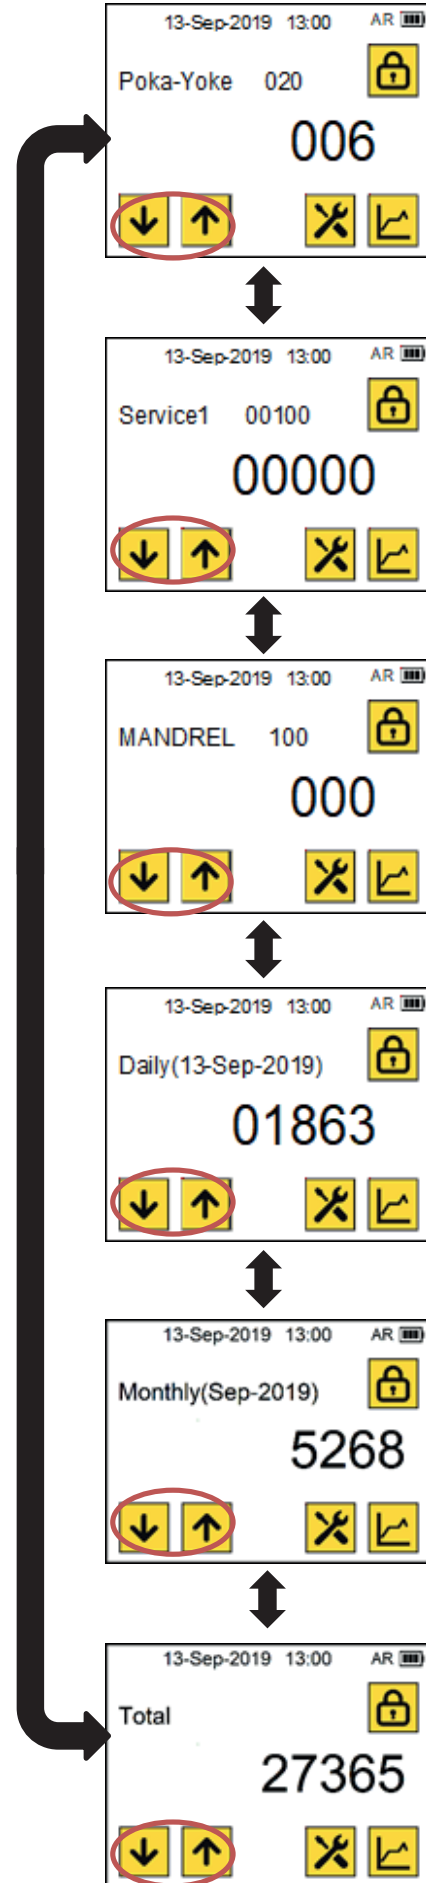 13-Sep-2019 13:00 AR
Poka-Yoke 020
006
13-Sep-2019 13:00 AR
Service1 00100
00000
13-Sep-2019 13:00 AR
MANDREL 100
000
13-Sep-2019 13:00 AR
Daily(13-Sep-2019)
01863
13-Sep-2019 13:00 AR
Monthly(Sep-2019)
5268
13-Sep-2019 13:00 AR
Total
27365